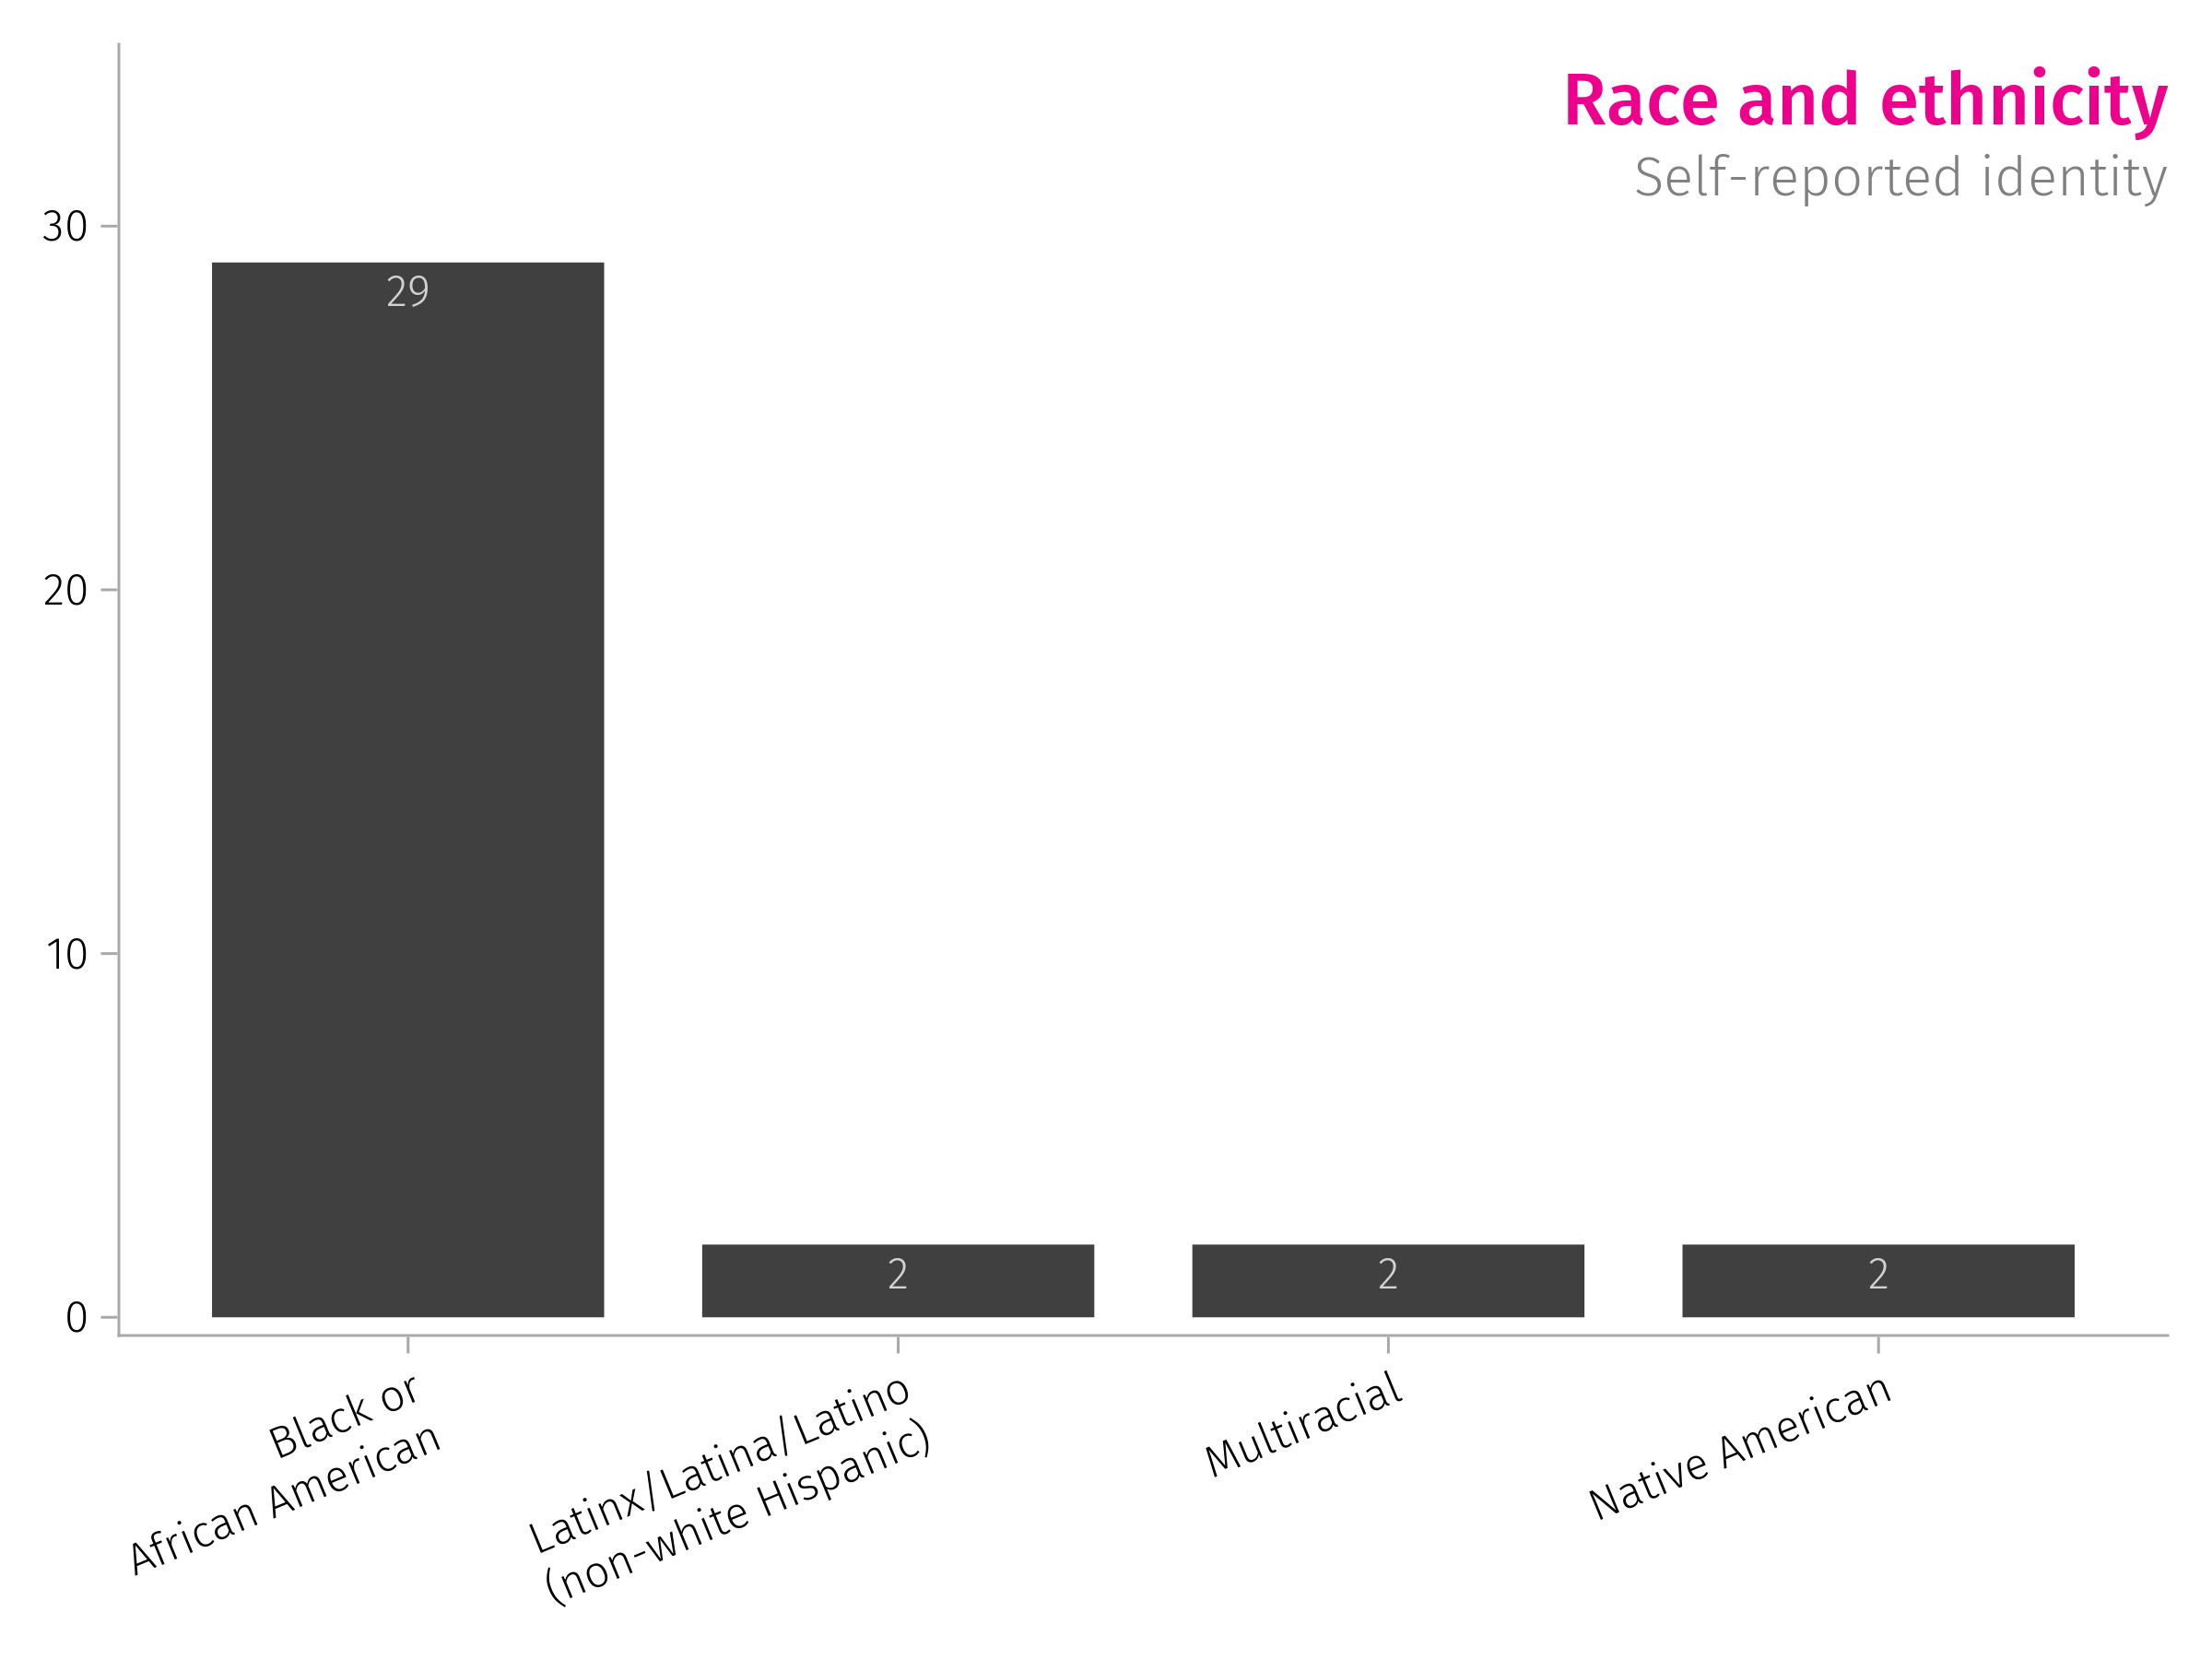 Race and ethnicity
Self-reported identity
30
20
10
0
29
2
2
2
Black or
African American
Latinx/Latina/Latino
(non-white Hispanic)
Multiracial
Native American